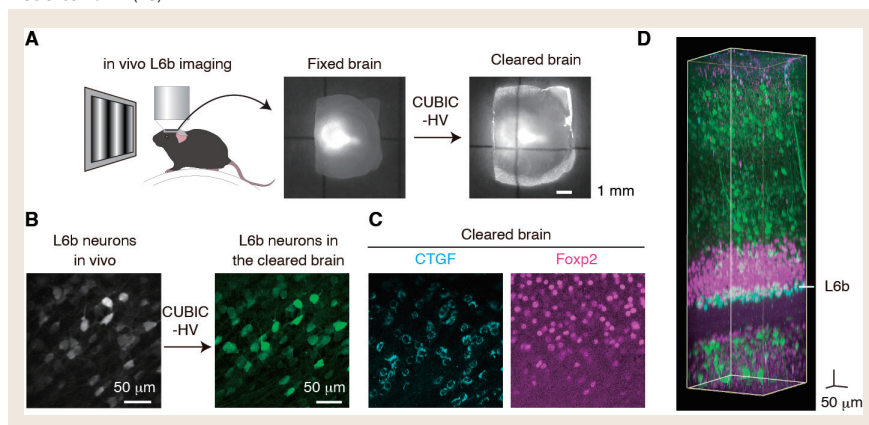 A
in vivo L6b imaging
Fixed brain
CUBIC
-HV
Cleared brain
1 mm
B
L6b neurons
in vivo
CUBIC
-HV
L6b neurons in
the cleared brain
50 μm
50 μm
C
Cleared brain
CTGF
Foxp2
D
L6b
50 μm